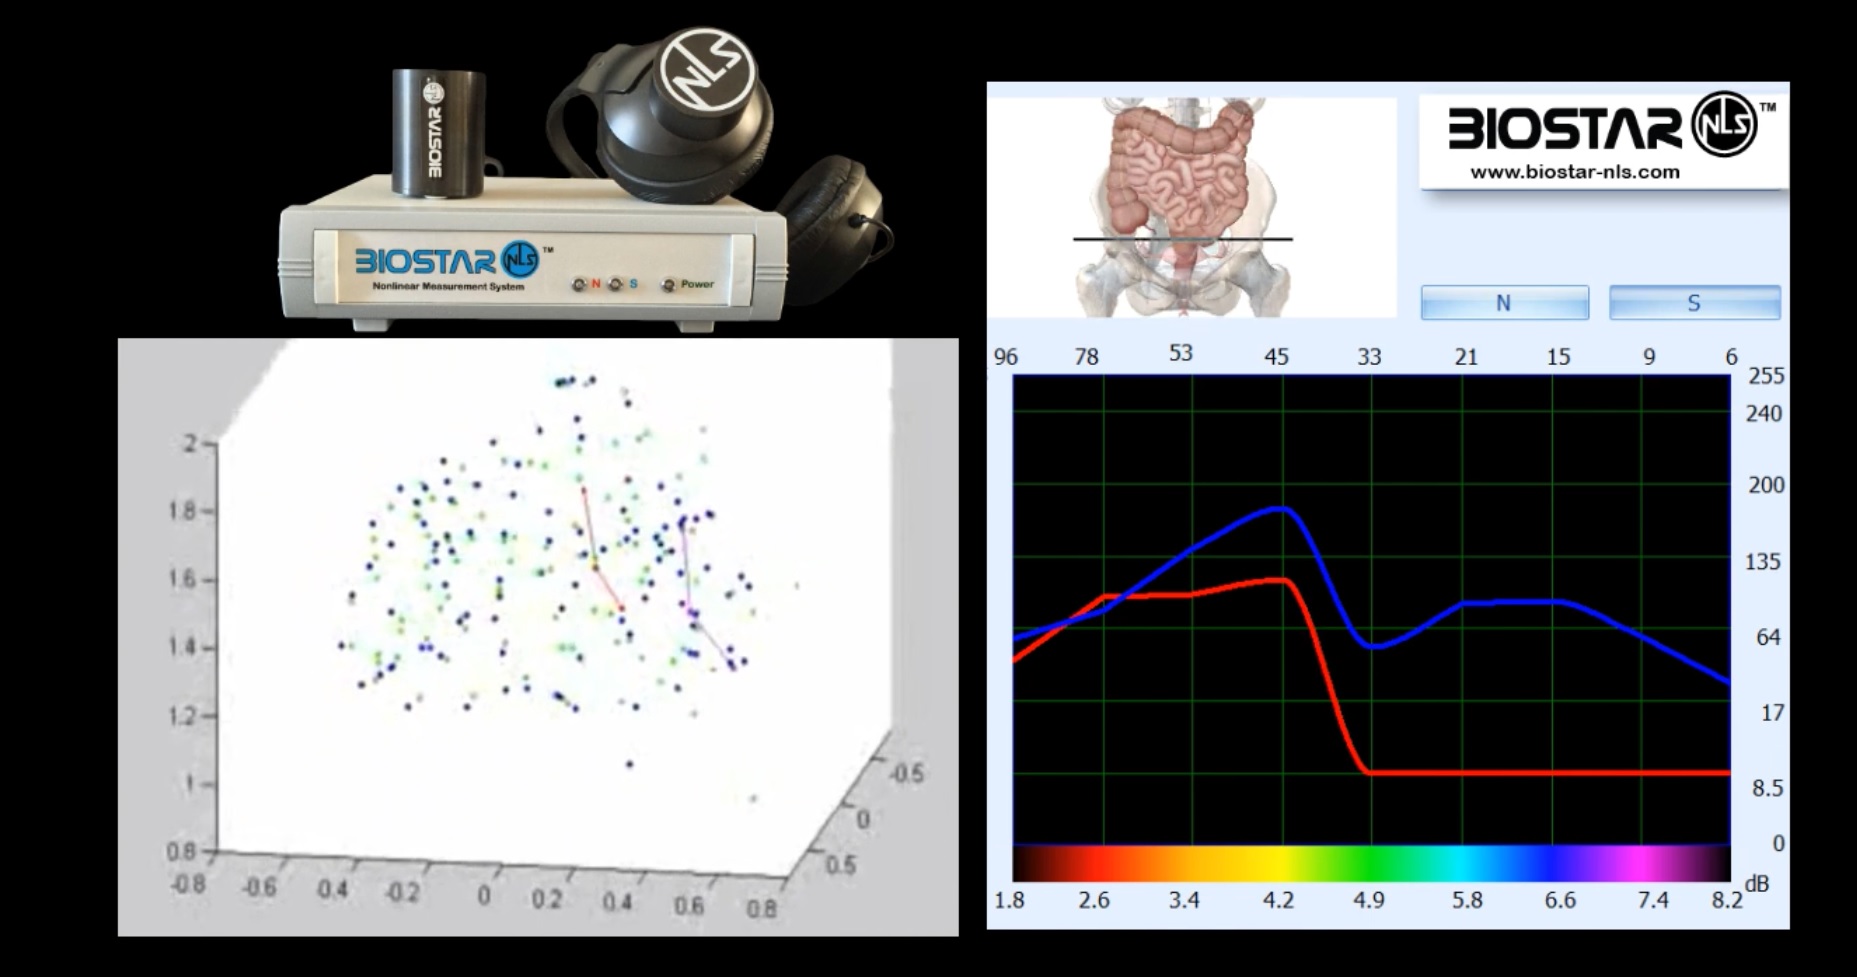 NLS
BIOSTAR
BIOSTAR NLS ™
Nonlinear Measurement System
N S Power
BIOSTAR NLS ™
www.biostar-nls.com
N S
96 78 53 45 33 21 15 9 6
255
240
200
135
64
17
8.5
0
dB
1.8 2.6 3.4 4.2 4.9 5.8 6.6 7.4 8.2
2
1.8
1.6
1.4
1.2
1
0.8
-0.8 -0.6 0.4 -0.2 0 0.2 0.4 0.6 0.8
-0.5
0
0.5